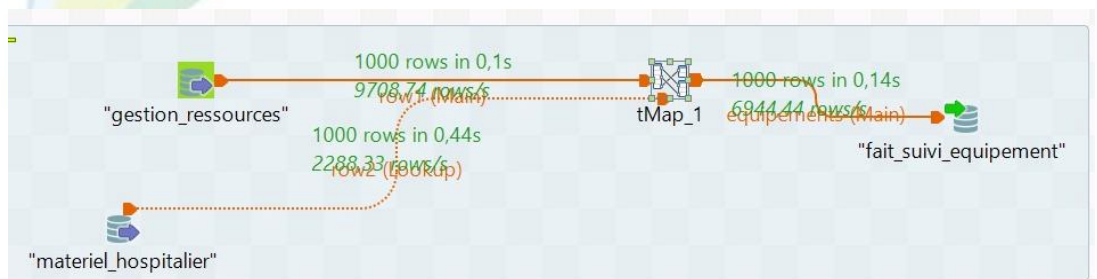 1000 rows in 0,1s
9708,74 rows/s
row1 (Main)
"gestion_ressources"
tMap_1
1000 rows in 0,14s
6944,44 rows/s
equipements (Main)
"fait_suivi_equipement"
1000 rows in 0,44s
2288,33 rows/s
row2 (Lookup)
"materiel_hospitalier"